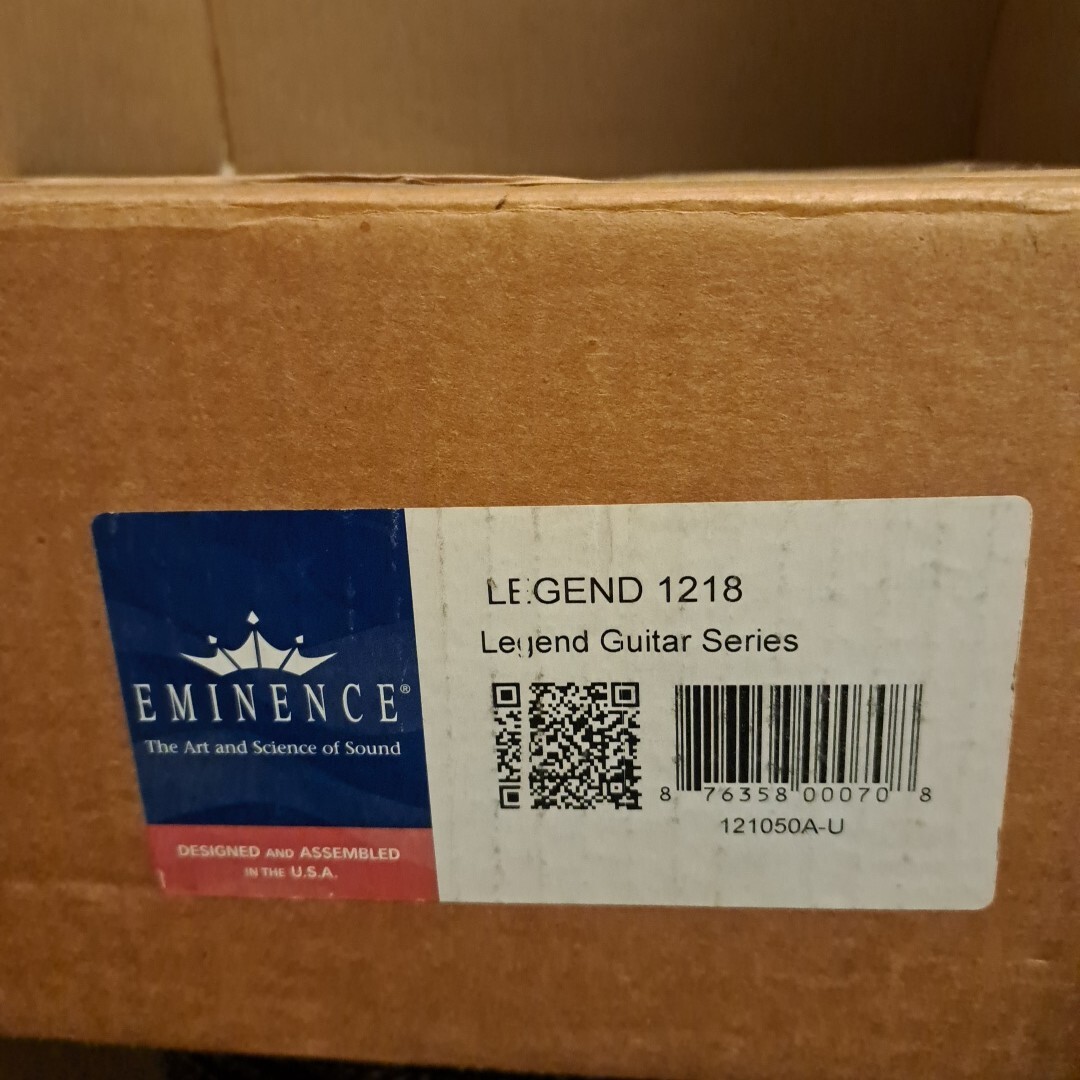 EMINENCE®
The Art and Science of Sound
DESIGNED AND ASSEMBLED
IN THE U.S.A.
LEGEND 1218
Legend Guitar Series
8 76358 00070 8
121050A-U